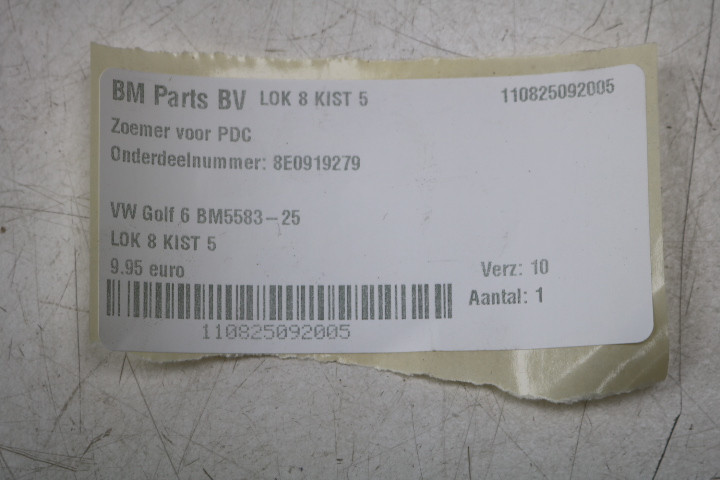 BM Parts BV LOK 8 KIST 5 110825092005
Zoemer voor PDC
Onderdeelnummer: 8E0919279
VW Golf 6 BM5583-25
LOK 8 KIST 5
9.95 euro Verz: 10
Aantal: 1
110825092005